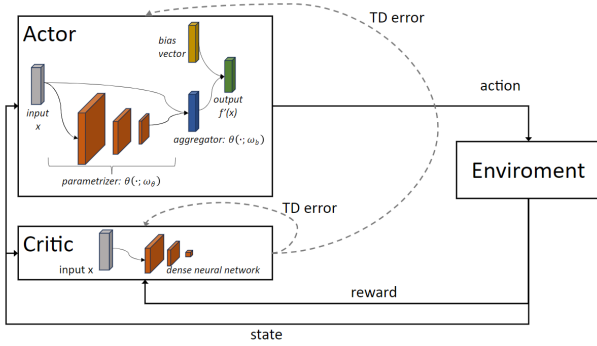 TD error
Actor
bias
vector
input
x
output
f'(x)
aggregator: θ(·; ω_b)
parametrizer: θ(·; ω_θ)
action
Enviroment
TD error
Critic
input x
dense neural network
reward
state